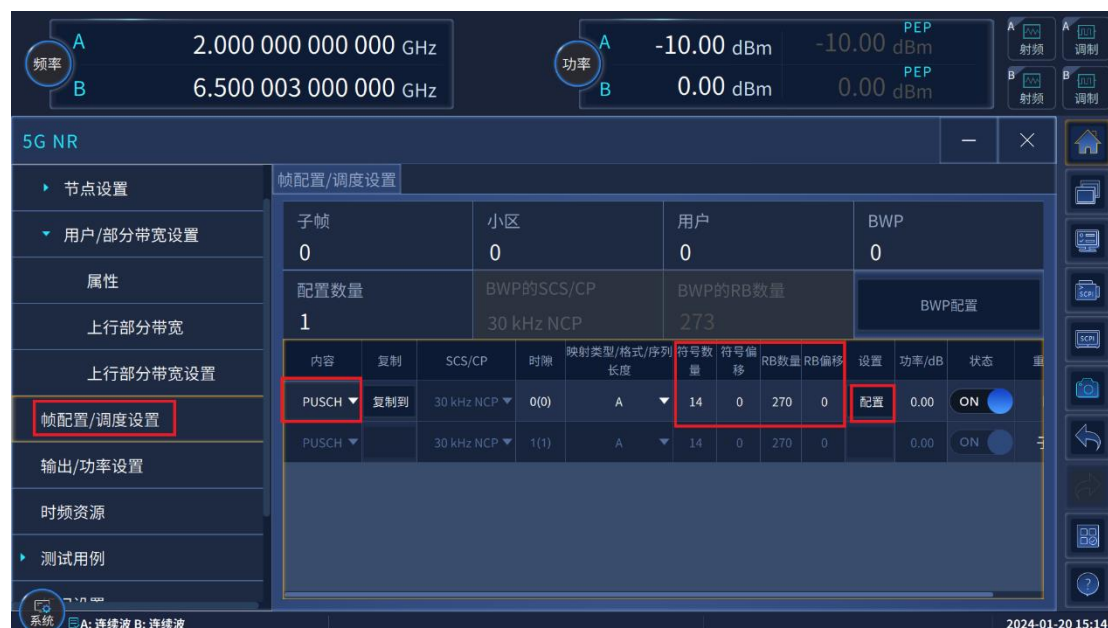 频率 A 2.000 000 000 000 GHz
B 6.500 003 000 000 GHz
功率 A -10.00 dBm PEP -10.00 dBm
B 0.00 dBm PEP 0.00 dBm
A 射频 A 调制
B 射频 B 调制
5G NR
节点设置
用户/部分带宽设置
属性
上行部分带宽
上行部分带宽设置
帧配置/调度设置
输出/功率设置
时频资源
测试用例
帧配置/调度设置
子帧 小区 用户 BWP
0 0 0 0
配置数量 BWP的SCS/CP BWP的RB数量 BWP配置
1 30 kHz NCP 273
内容 复制 SCS/CP 时隙 映射类型/格式/序列长度 符号数量 符号偏移 RB数量 RB偏移 设置 功率/dB 状态 重
PUSCH 复制到 30 kHz NCP 0(0) A 14 0 270 0 配置 0.00 ON
PUSCH 30 kHz NCP 1(1) A 14 0 270 0 0.00 ON
SCPI
SCPI
?
系统 A: 连续波 B: 连续波 2024-01-20 15:14